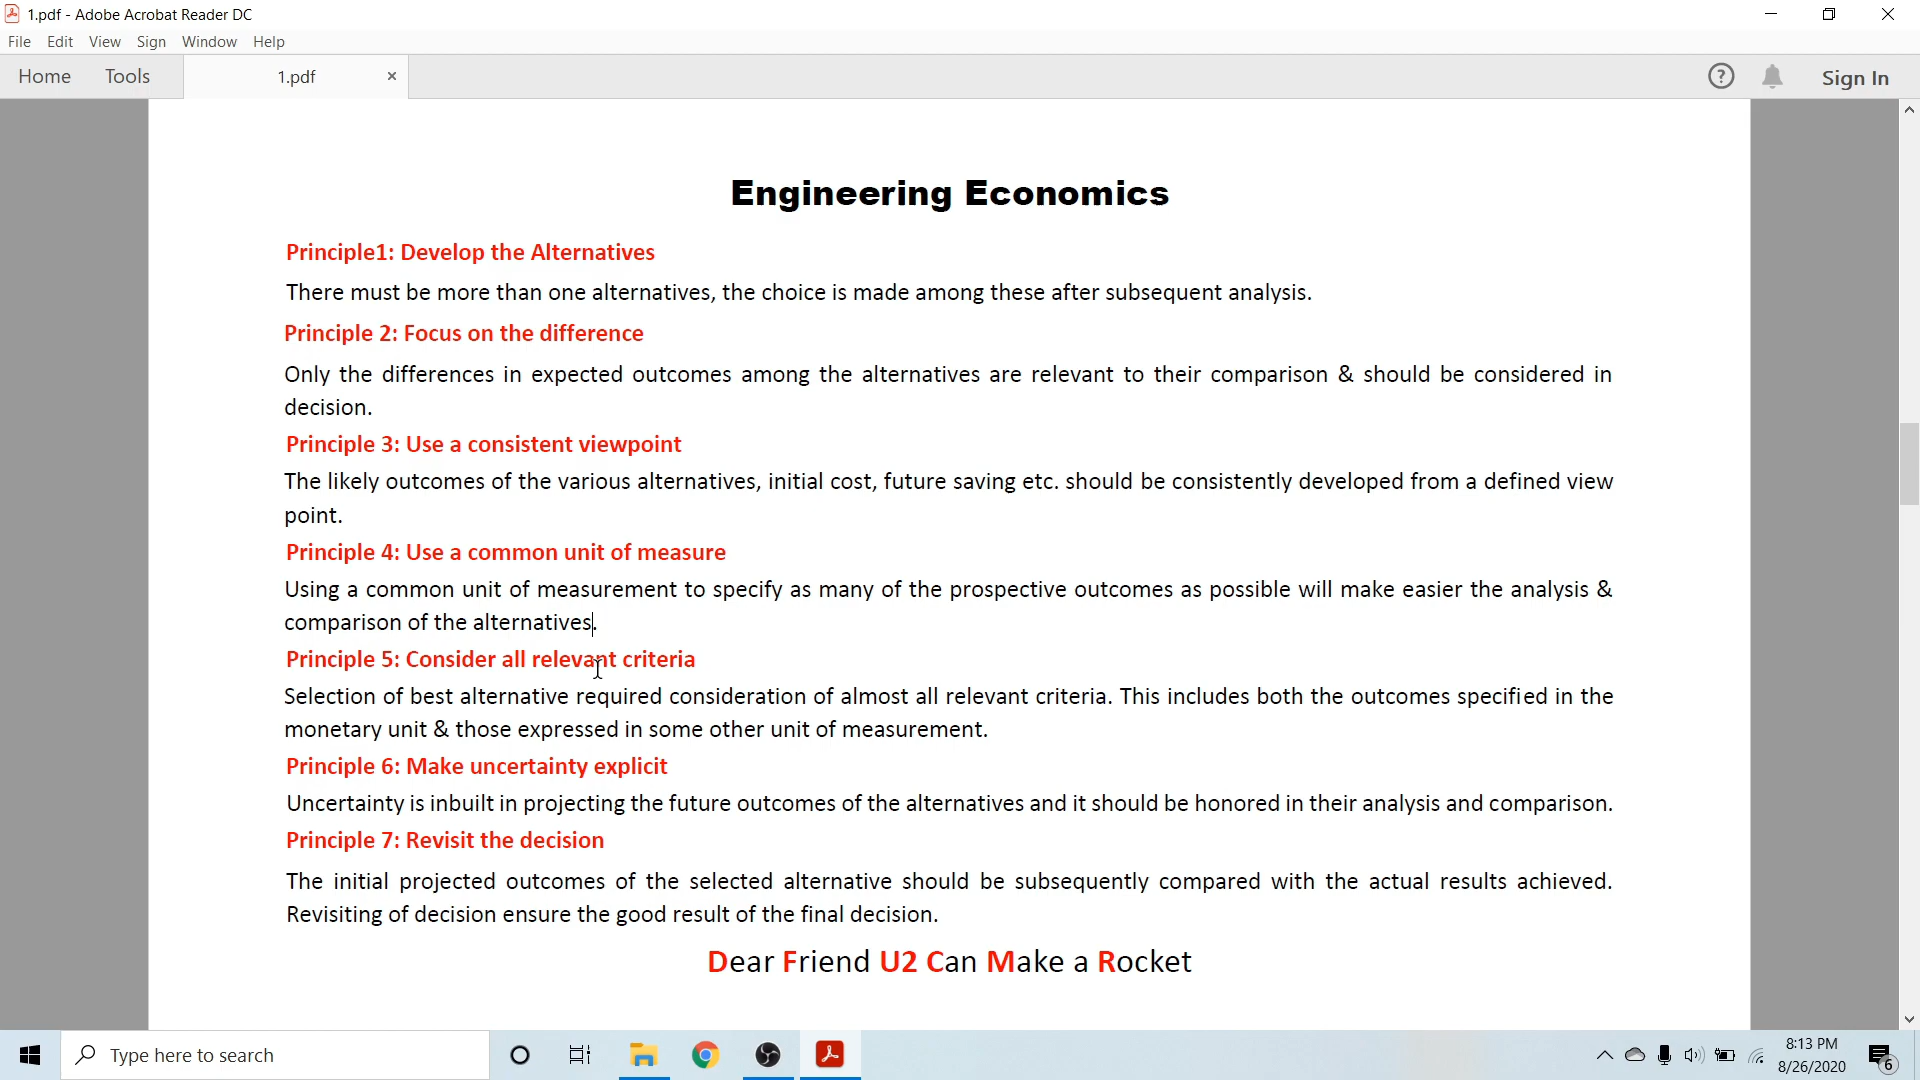 1.pdf - Adobe Acrobat Reader DC
File Edit View Sign Window Help
Home Tools 1.pdf × ? Sign In
Engineering Economics
Principle1: Develop the Alternatives
There must be more than one alternatives, the choice is made among these after subsequent analysis.
Principle 2: Focus on the difference
Only the differences in expected outcomes among the alternatives are relevant to their comparison & should be considered in
decision.
Principle 3: Use a consistent viewpoint
The likely outcomes of the various alternatives, initial cost, future saving etc. should be consistently developed from a defined view
point.
Principle 4: Use a common unit of measure
Using a common unit of measurement to specify as many of the prospective outcomes as possible will make easier the analysis &
comparison of the alternatives.
Principle 5: Consider all relevant criteria
Selection of best alternative required consideration of almost all relevant criteria. This includes both the outcomes specified in the
monetary unit & those expressed in some other unit of measurement.
Principle 6: Make uncertainty explicit
Uncertainty is inbuilt in projecting the future outcomes of the alternatives and it should be honored in their analysis and comparison.
Principle 7: Revisit the decision
The initial projected outcomes of the selected alternative should be subsequently compared with the actual results achieved.
Revisiting of decision ensure the good result of the final decision.
Dear Friend U2 Can Make a Rocket
Type here to search
8:13 PM
8/26/2020
6